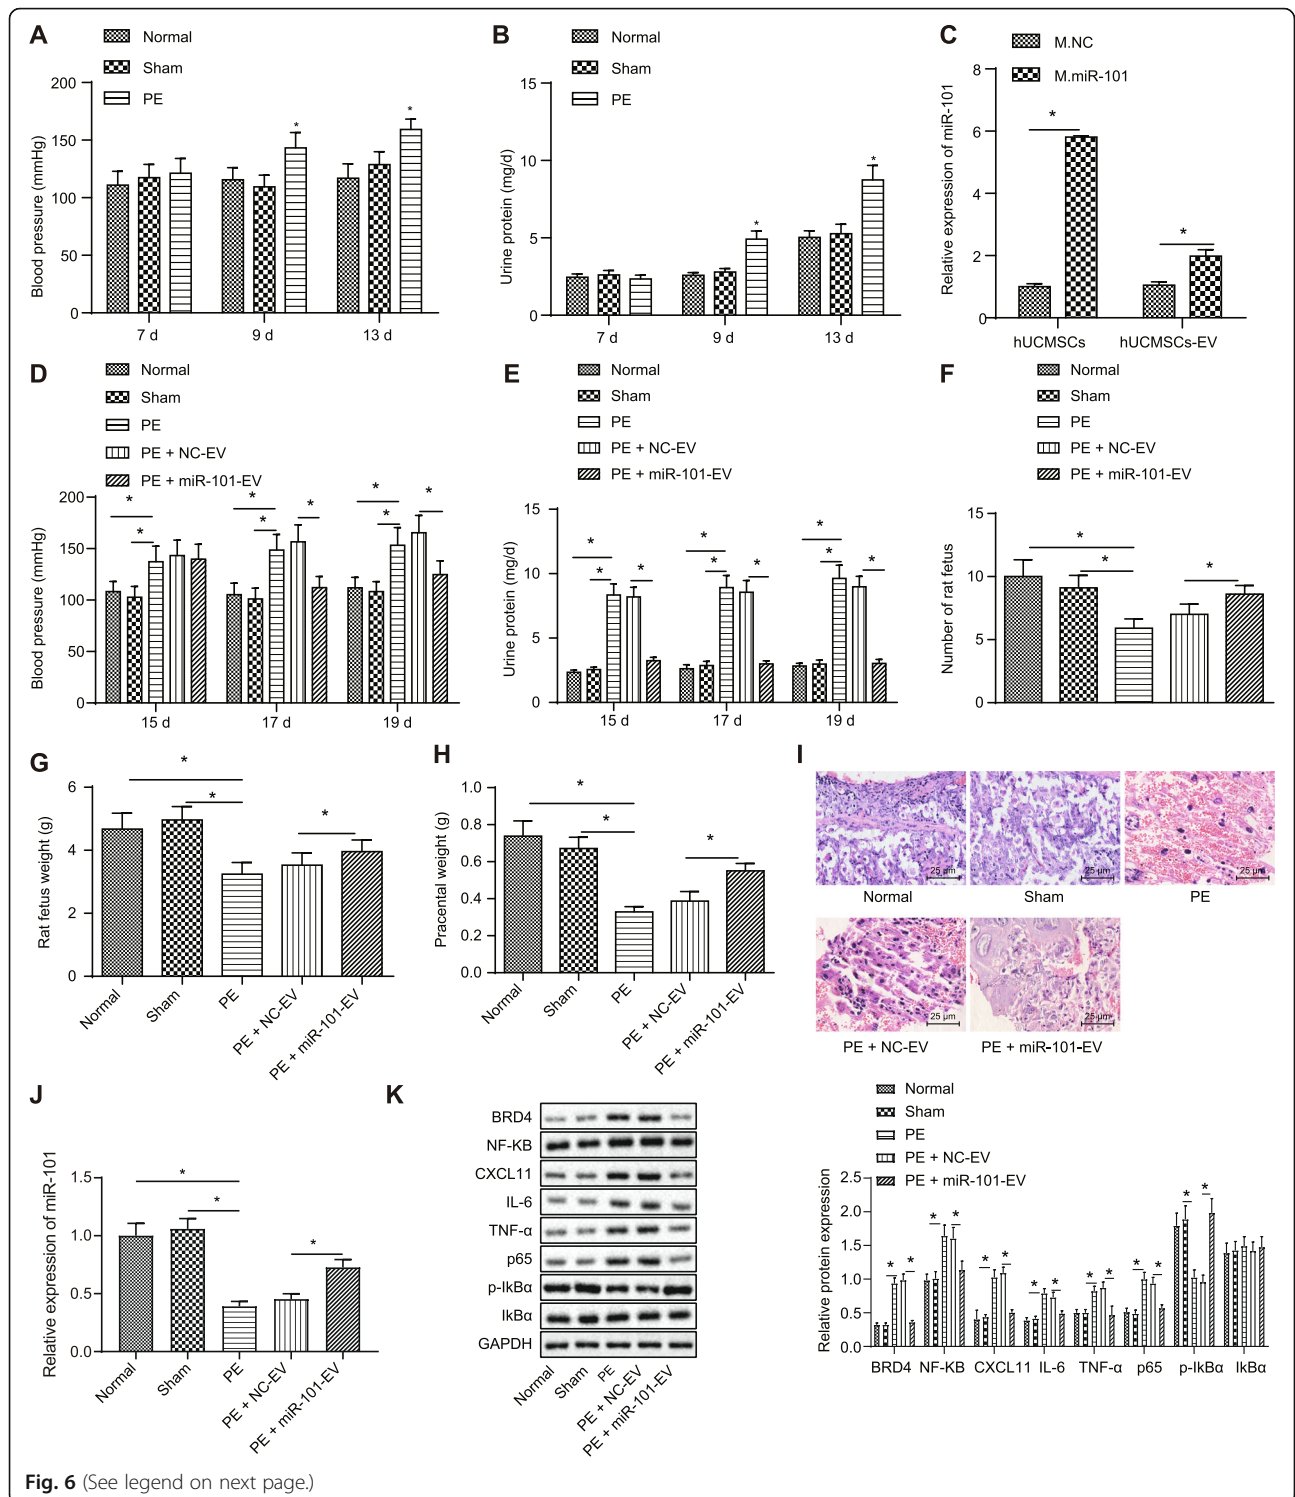 A
Normal
Sham
PE
Blood pressure (mmHg)
200
150
100
50
0
* *
7 d 9 d 13 d
B
Normal
Sham
PE
Urine protein (mg/d)
15
10
5
0
* *
7 d 9 d 13 d
C
M.NC
M.miR-101
Relative expression of miR-101
8
6
4
2
0
* *
hUCMSCs hUCMSCs-EV
D
Normal
Sham
PE
PE + NC-EV
PE + miR-101-EV
Blood pressure (mmHg)
200
150
100
50
0
* * * * * * * *
15 d 17 d 19 d
E
Normal
Sham
PE
PE + NC-EV
PE + miR-101-EV
Urine protein (mg/d)
15
10
5
0
* * * * * * * * *
15 d 17 d 19 d
F
Normal
Sham
PE
PE + NC-EV
PE + miR-101-EV
Number of rat fetus
15
10
5
0
* * *
G
Rat fetus weight (g)
6
4
2
0
* * *
Normal
Sham
PE
PE + NC-EV
PE + miR-101-EV
H
Pracental weight (g)
1.0
0.8
0.6
0.4
0.2
0.0
* * *
Normal
Sham
PE
PE + NC-EV
PE + miR-101-EV
I
25 μm 25 μm 25 μm
Normal Sham PE
25 μm 25 μm
PE + NC-EV PE + miR-101-EV
J
Relative expression of miR-101
1.5
1.0
0.5
0.0
* * *
Normal
Sham
PE
PE + NC-EV
PE + miR-101-EV
K
BRD4
NF-KB
CXCL11
IL-6
TNF-α
p65
p-IkBα
IkBα
GAPDH
Normal
Sham
PE
PE + NC-EV
PE + miR-101-EV
Normal
Sham
PE
PE + NC-EV
PE + miR-101-EV
Relative protein expression
2.5
2.0
1.5
1.0
0.5
0.0
* * * * * * * * * * * * * *
BRD4 NF-KB CXCL11 IL-6 TNF-α p65 p-IkBα IkBα
Fig. 6 (See legend on next page.)